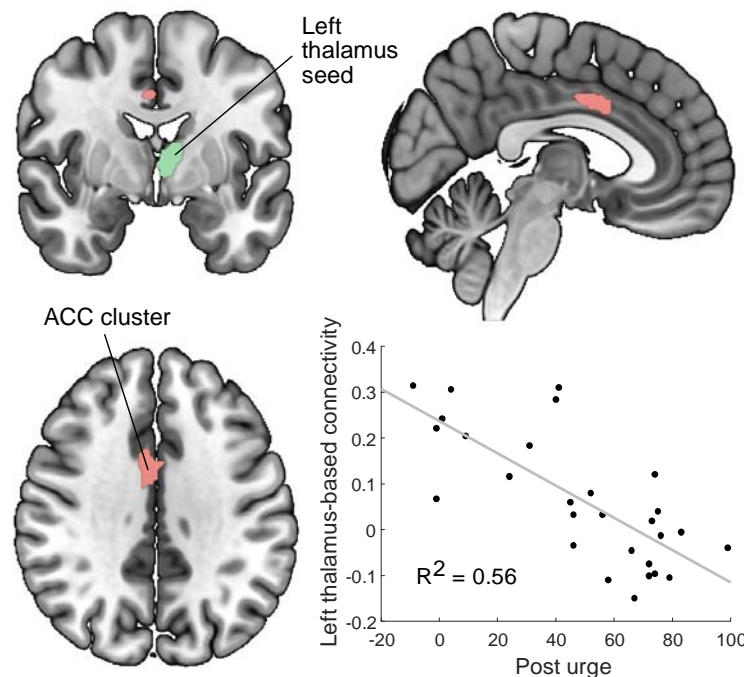 Left
thalamus
seed
ACC cluster
Left thalamus-based connectivity
0.4
0.3
0.2
0.1
0
-0.1
-0.2
R² = 0.56
-20 0 20 40 60 80 100
Post urge